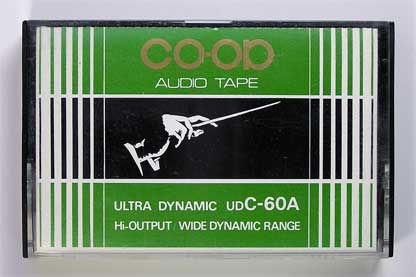 CO·OP
AUDIO TAPE
ULTRA DYNAMIC UDC-60A
Hi-OUTPUT / WIDE DYNAMIC RANGE